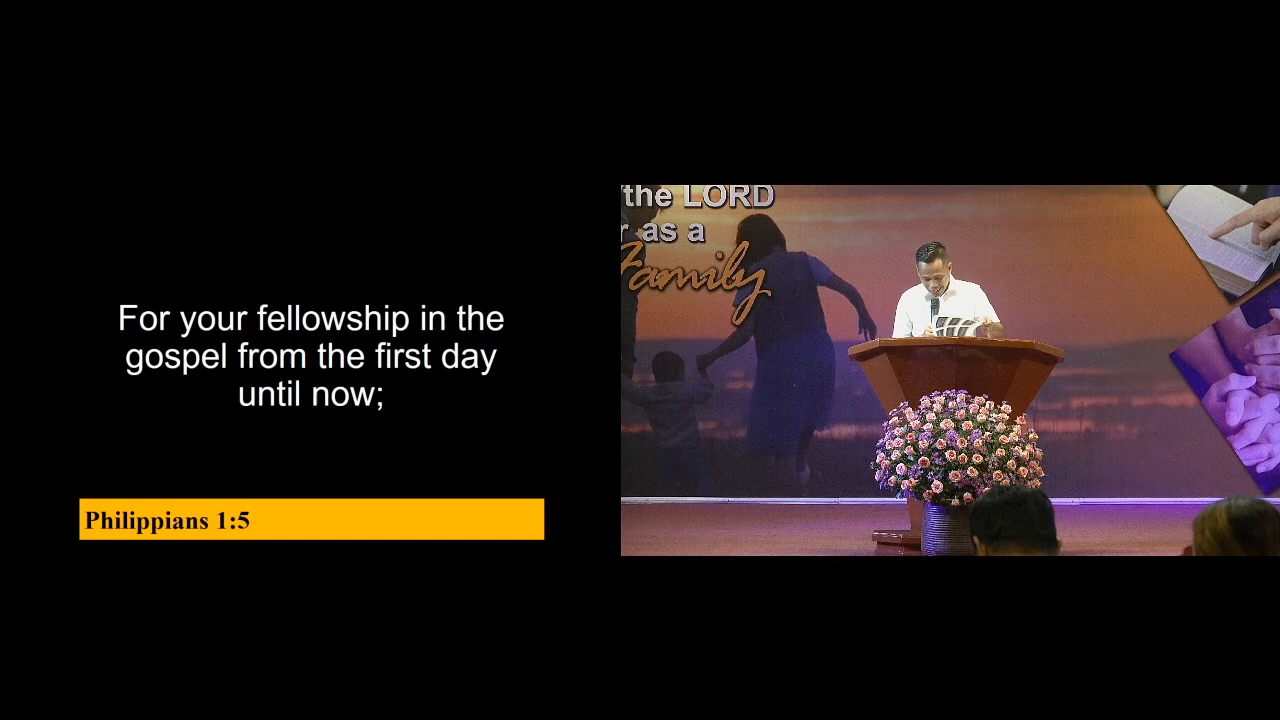 For your fellowship in the
gospel from the first day
until now;
Philippians 1:5
the LORD
as a
Family